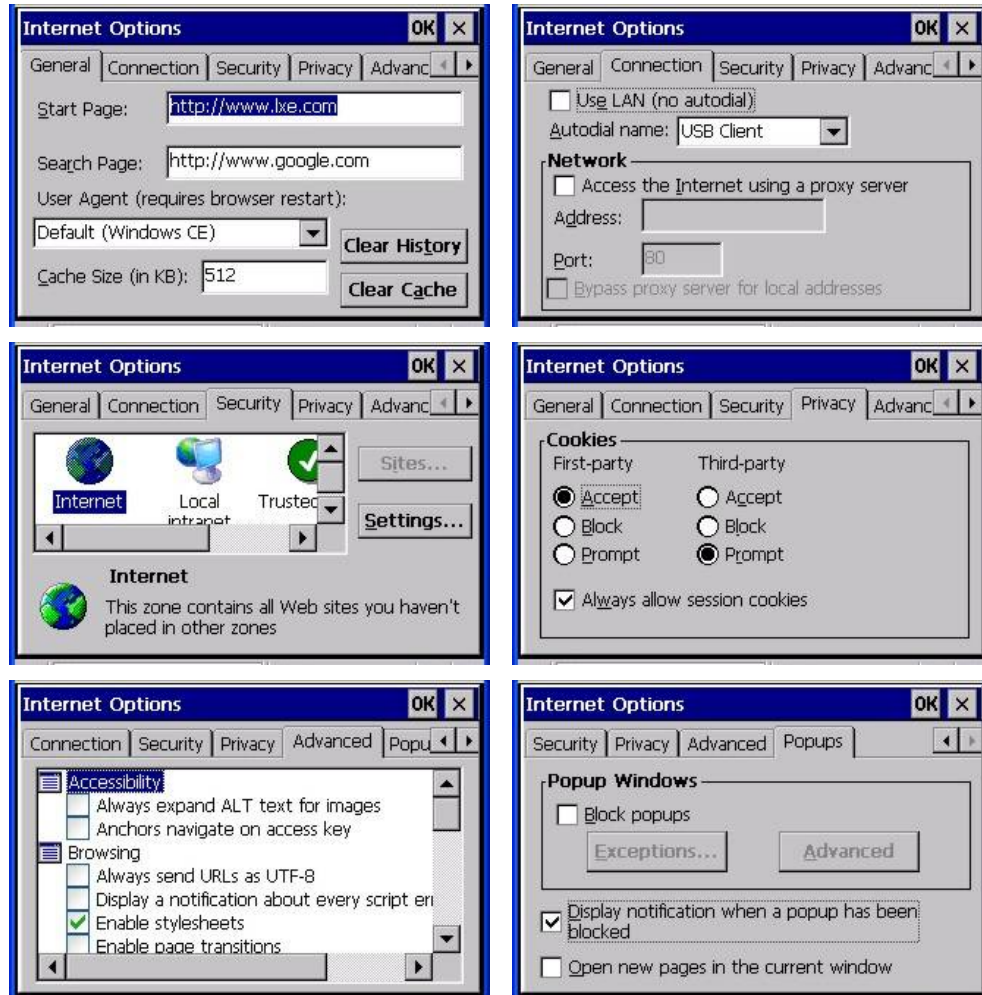 Internet Options OK
General Connection Security Privacy Advanc
Start Page: http://www.lxe.com
Search Page: http://www.google.com
User Agent (requires browser restart):
Default (Windows CE)
Clear History
Cache Size (in KB): 512
Clear Cache
Internet Options OK
General Connection Security Privacy Advanc
Use LAN (no autodial)
Autodial name: USB Client
Network
Access the Internet using a proxy server
Address:
Port: 80
Bypass proxy server for local addresses
Internet Options OK
General Connection Security Privacy Advanc
Sites...
Internet Local intranet Trusted
Settings...
Internet
This zone contains all Web sites you haven't
placed in other zones
Internet Options OK
General Connection Security Privacy Advanc
Cookies
First-party Third-party
Accept Accept
Block Block
Prompt Prompt
Always allow session cookies
Internet Options OK
Connection Security Privacy Advanced Popu
Accessibility
Always expand ALT text for images
Anchors navigate on access key
Browsing
Always send URLs as UTF-8
Display a notification about every script err
Enable stylesheets
Enable page transitions
Internet Options OK
Security Privacy Advanced Popups
Popup Windows
Block popups
Exceptions... Advanced
Display notification when a popup has been
blocked
Open new pages in the current window